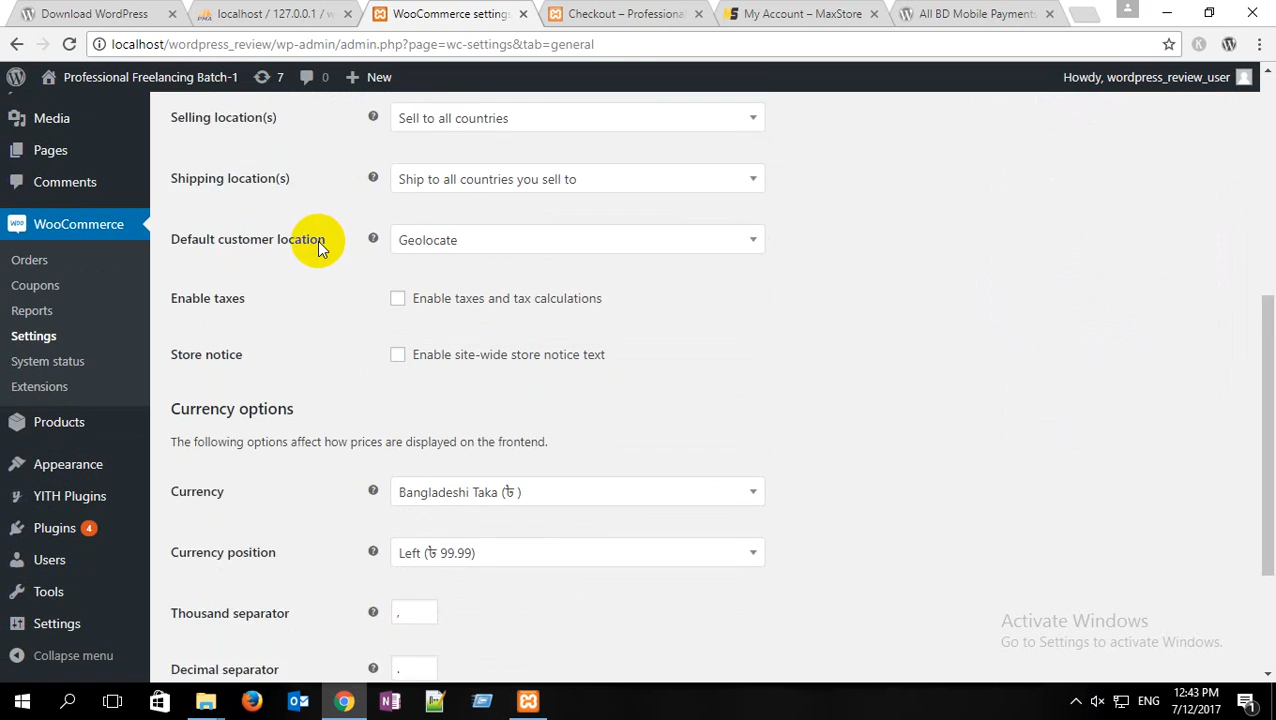 Download WordPress
localhost / 127.0.0.1 / w
WooCommerce settings
Checkout – Professional
My Account – MaxStore
All BD Mobile Payments
localhost/wordpress_review/wp-admin/admin.php?page=wc-settings&tab=general
Professional Freelancing Batch-1 7 0 New Howdy, wordpress_review_user
Media
Pages
Comments
WooCommerce
Orders
Coupons
Reports
Settings
System status
Extensions
Products
Appearance
YITH Plugins
Plugins 4
Users
Tools
Settings
Collapse menu
Selling location(s) Sell to all countries
Shipping location(s) Ship to all countries you sell to
Default customer location Geolocate
Enable taxes Enable taxes and tax calculations
Store notice Enable site-wide store notice text
Currency options
The following options affect how prices are displayed on the frontend.
Currency Bangladeshi Taka (৳ )
Currency position Left (৳ 99.99)
Thousand separator ,
Decimal separator .
Activate Windows
Go to Settings to activate Windows.
ENG
12:43 PM
7/12/2017